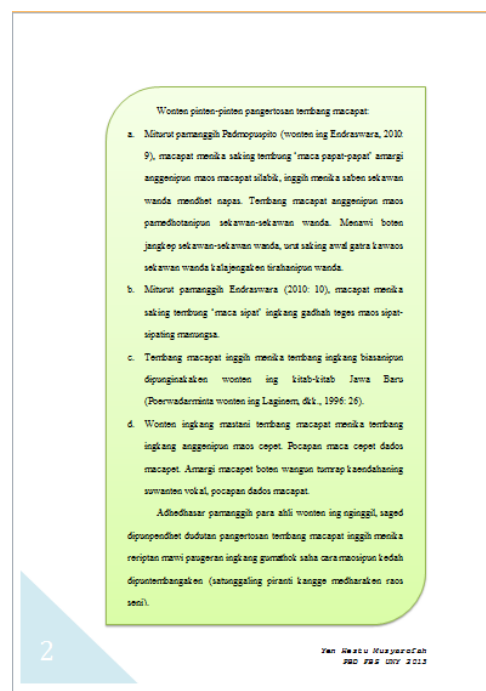 Wonten pinten-pinten pangertosan tembang macapat:
a. Miturut pamanggih Padmopuspito (wonten ing Endraswara, 2010:
9), macapat menika saking tembung "maca papat-papat" amargi
anggenipun maos macapat silabik, inggih menika saben sekawan
wanda mendhet napas. Tembang macapat anggenipun maos
pamedhotanipun sekawan-sekawan wanda. Menawi boten
jangkep sekawan-sekawan wanda, urut saking awal gatra kawaos
sekawan wanda kalajengaken tirahanipun wanda.
b. Miturut pamanggih Endraswara (2010: 10), macapat menika
saking tembung "maca sipat" ingkang gadhah teges maos sipat-
sipating manungsa.
c. Tembang macapat inggih menika tembang ingkang biasanipun
dipunginakaken wonten ing kitab-kitab Jawa Baru
(Poerwadarminta wonten ing Laginem, dkk., 1996: 26).
d. Wonten ingkang mastani tembang macapat menika tembang
ingkang anggenipun maos cepet. Pocapan maca cepet dados
macapet. Amargi macapet boten wangun tumrap kaendahaning
suwanten vokal, pocapan dados macapat.
Adhedhasar pamanggih para ahli wonten ing nginggil, saged
dipunpendhet dudutan pangertosan tembang macapat inggih menika
reriptan mawi paugeran ingkang gumathok saha cara maosipun kedah
dipuntembangaken (satunggaling piranti kangge medharaken raos
seni).
2
Yen Hestu Musyarofah
PBD FBS UNY 2013